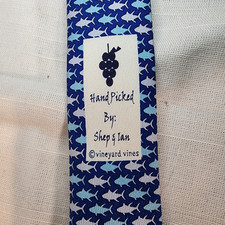 Hand Picked
By:
Shep & Ian
©vineyard vines